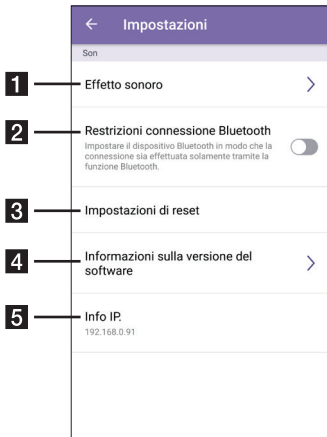 Impostazioni
Son
1
Effetto sonoro
2
Restrizioni connessione Bluetooth
Impostare il dispositivo Bluetooth in modo che la
connessione sia effettuata solamente tramite la
funzione Bluetooth.
3
Impostazioni di reset
4
Informazioni sulla versione del
software
5
Info IP.
192.168.0.91